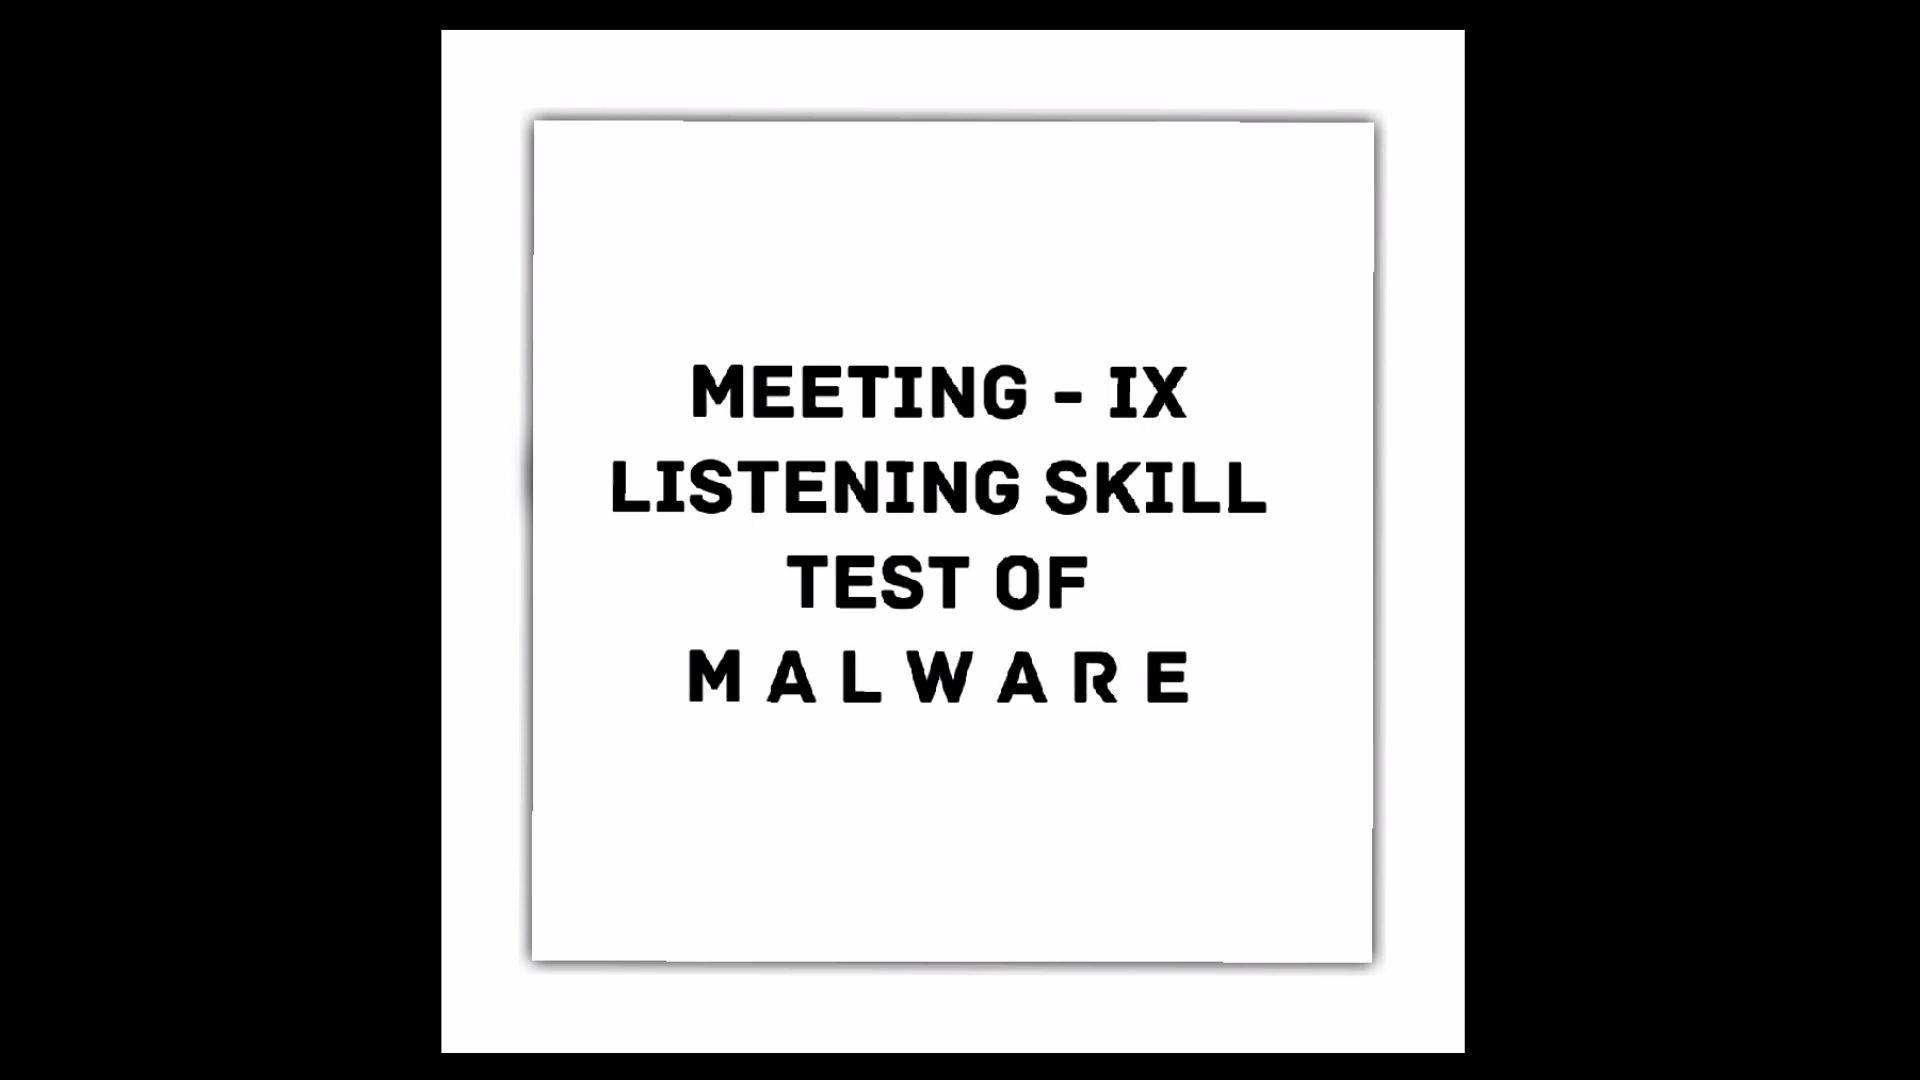 MEETING - IX
LISTENING SKILL
TEST OF
M A L W A R E